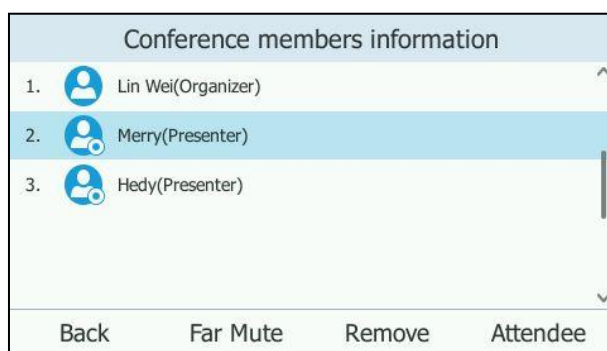 Conference members information
1. Lin Wei(Organizer)
2. Merry(Presenter)
3. Hedy(Presenter)
Back Far Mute Remove Attendee